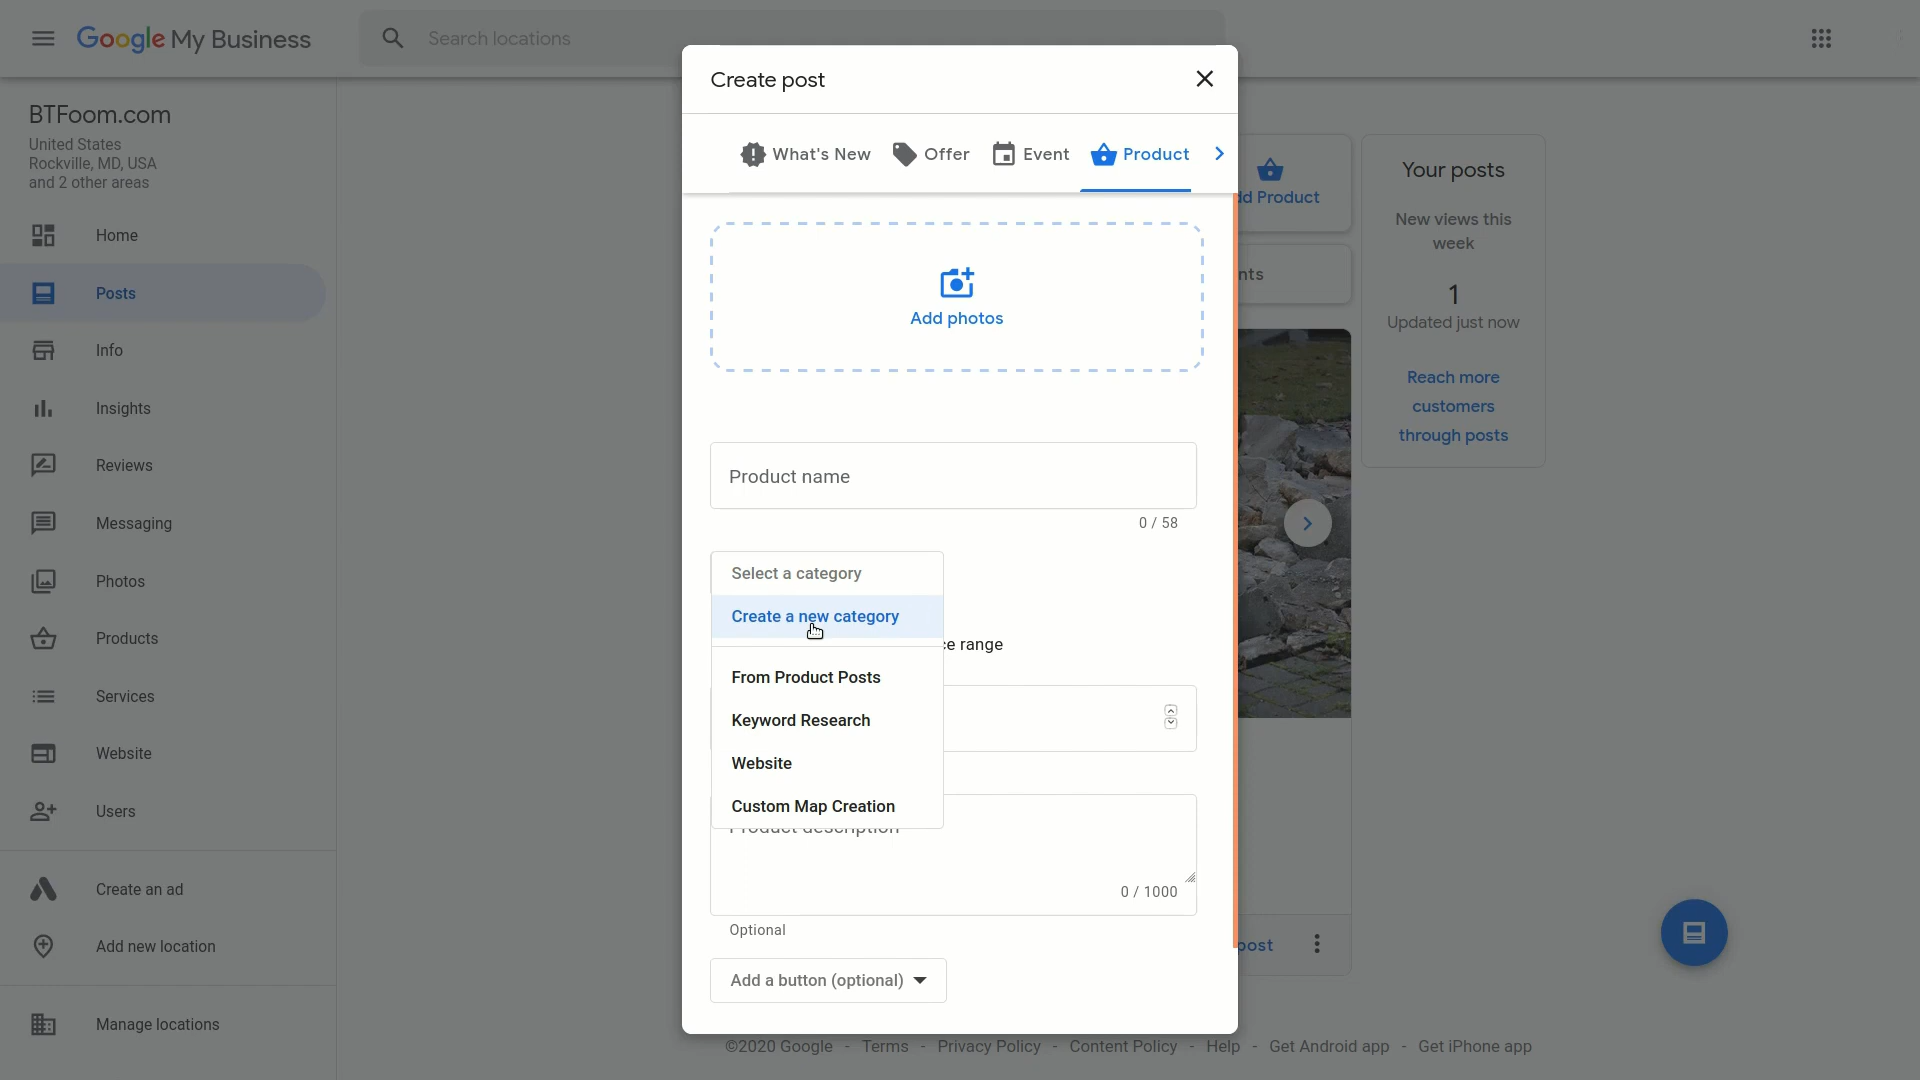 Google My Business
Search locations
BTFoom.com
United States
Rockville, MD, USA
and 2 other areas
Home
Posts
Info
Insights
Reviews
Messaging
Photos
Products
Services
Website
Users
Create an ad
Add new location
Manage locations
Create post
What's New
Offer
Event
Product
Add photos
Product name
0 / 58
Select a category
Create a new category
From Product Posts
Keyword Research
Website
Custom Map Creation
ce range
Product description
0 / 1000
Optional
Add a button (optional)
dd Product
nts
post
Your posts
New views this
week
1
Updated just now
Reach more
customers
through posts
©2020 Google - Terms - Privacy Policy - Content Policy - Help - Get Android app - Get iPhone app